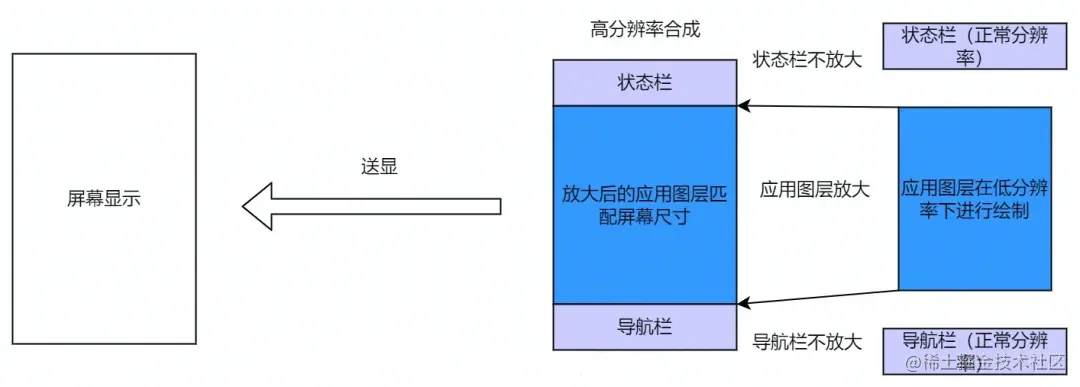 高分辨率合成
状态栏（正常分辨
率）
状态栏不放大
状态栏
送显
屏幕显示
放大后的应用图层匹
配屏幕尺寸
应用图层放大
应用图层在低分辨
率下进行绘制
导航栏
导航栏不放大
导航栏（正常分辨
率）
@稀土掘金技术社区